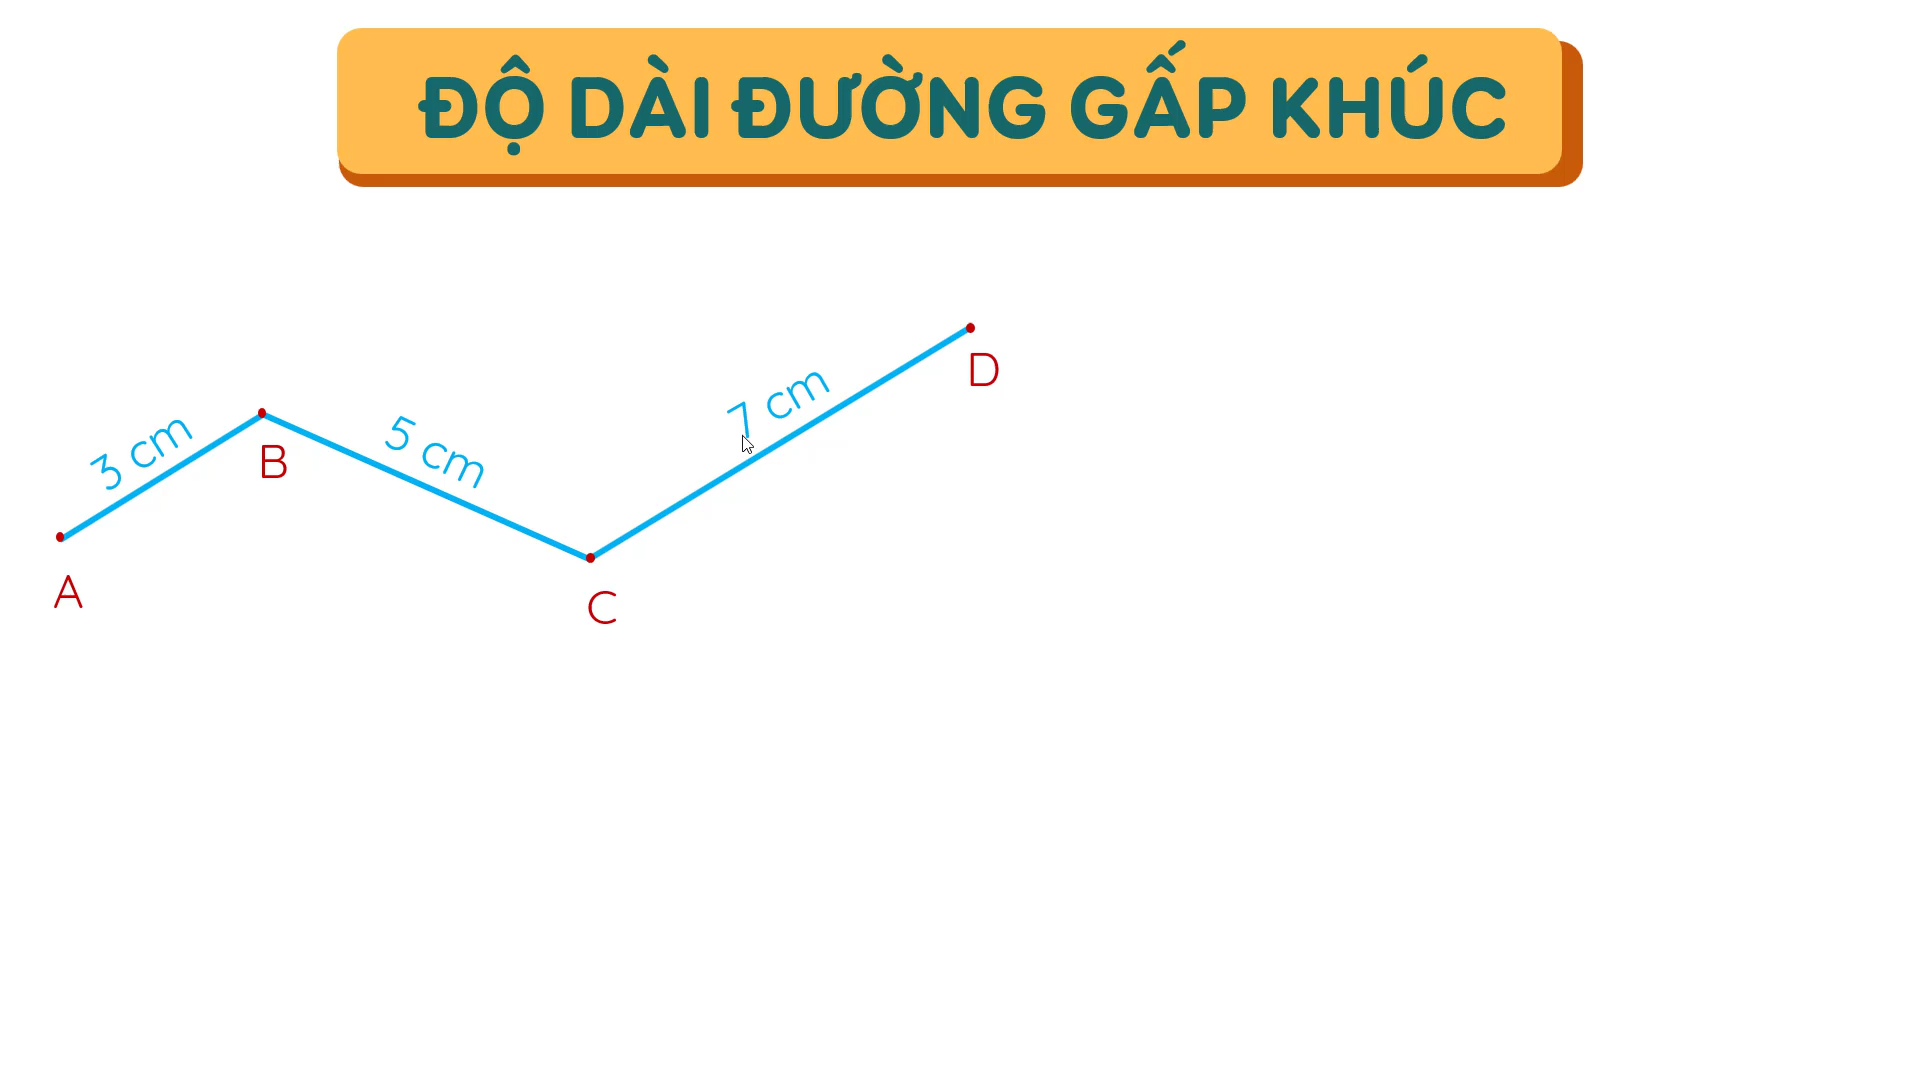 ĐỘ DÀI ĐƯỜNG GẤP KHÚC
3 cm
5 cm
7 cm
A
B
C
D